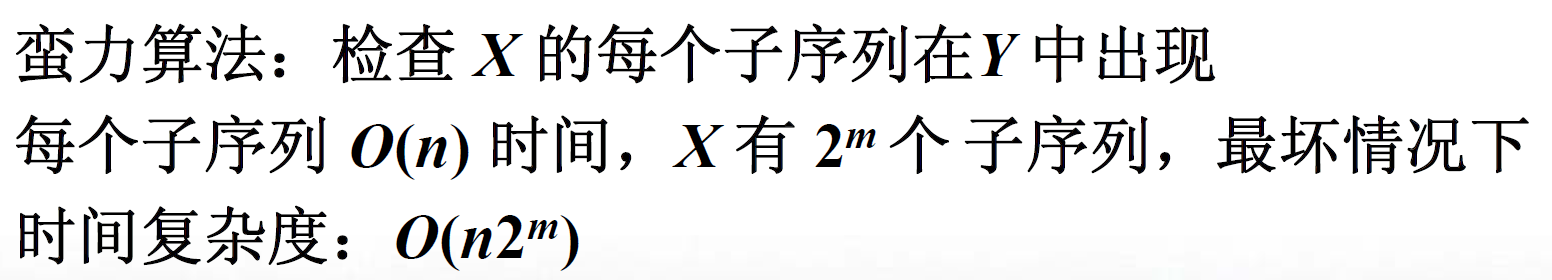 蛮力算法：检查 X 的每个子序列在Y 中出现
每个子序列 O(n) 时间，X 有 2ᵐ 个 子序列，最坏情况下
时间复杂度：O(n2ᵐ)